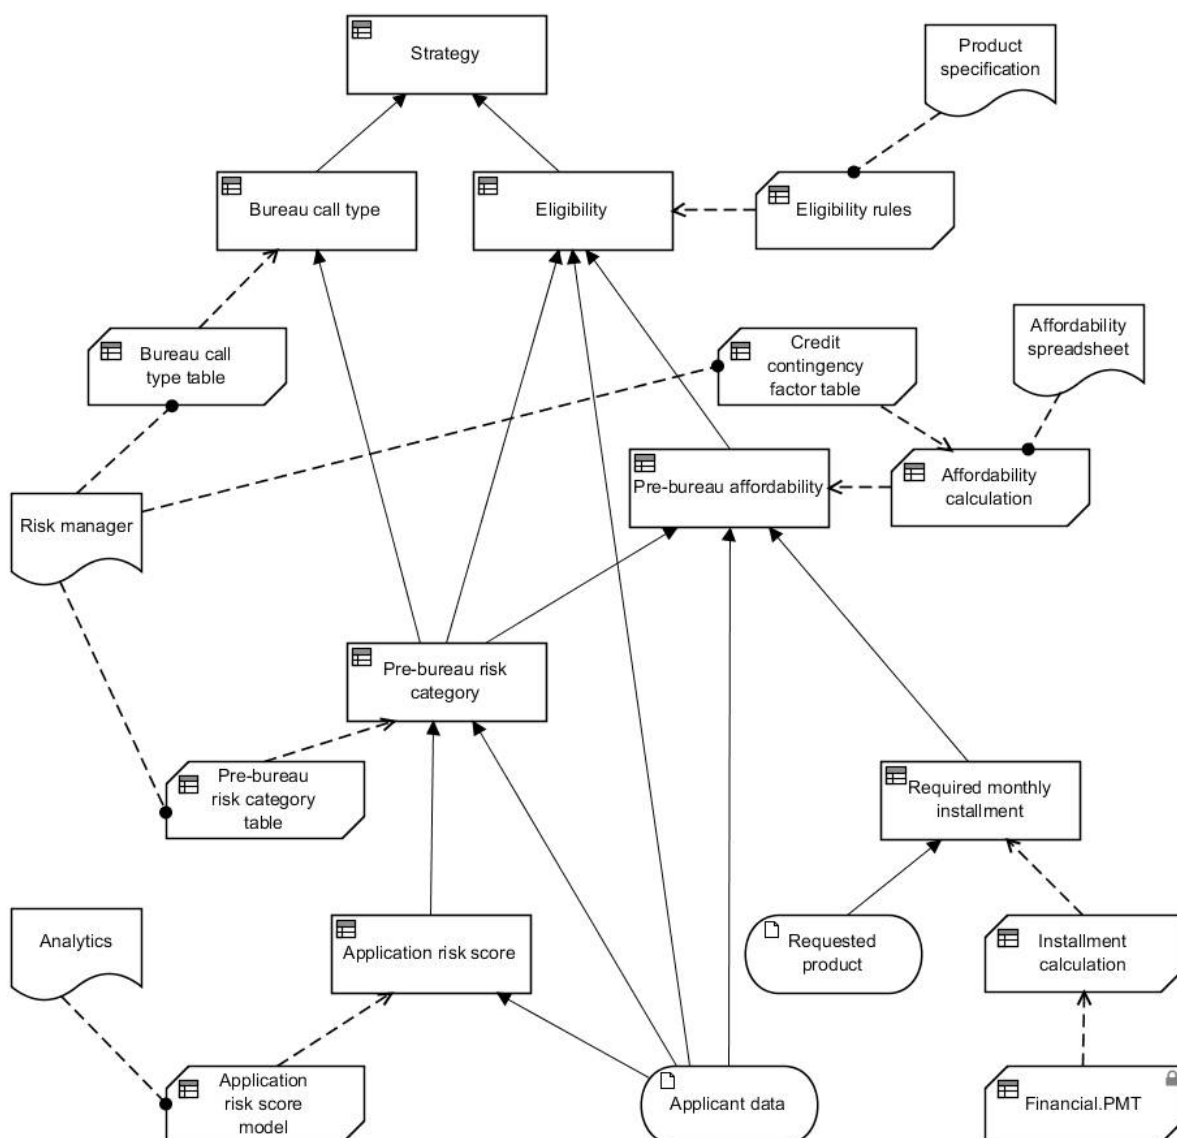 Strategy
Product
specification
Bureau call type
Eligibility
Eligibility rules
Bureau call
type table
Credit
contingency
factor table
Affordability
spreadsheet
Risk manager
Pre-bureau affordability
Affordability
calculation
Pre-bureau risk
category
Pre-bureau
risk category
table
Required monthly
installment
Analytics
Application risk score
Requested
product
Installment
calculation
Application
risk score
model
Applicant data
Financial.PMT